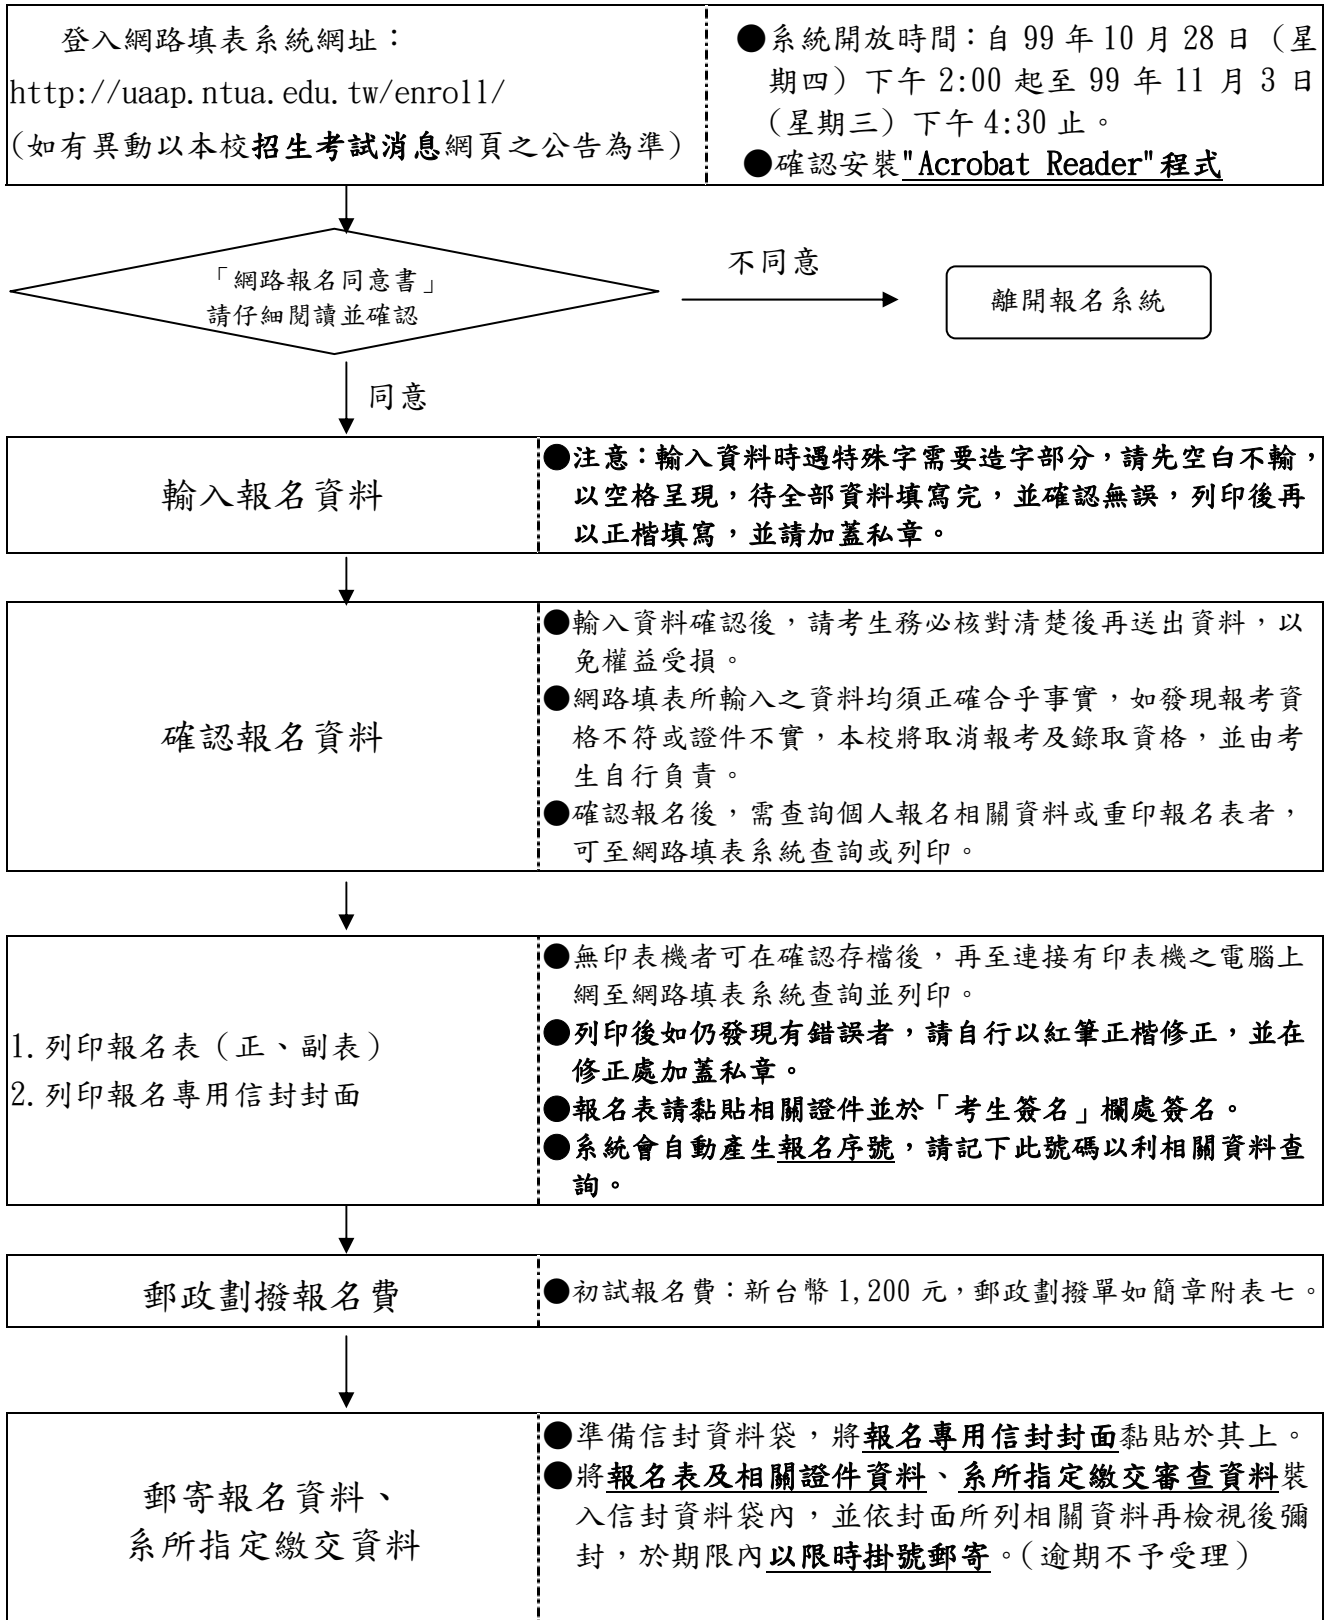 登入網路填表系統網址：
http://uaap.ntua.edu.tw/enroll/
(如有異動以本校招生考試消息網頁之公告為準)
●系統開放時間：自 99 年 10 月 28 日（星
期四）下午 2:00 起至 99 年 11 月 3 日
（星期三）下午 4:30 止。
●確認安裝"Acrobat Reader"程式
「網路報名同意書」
請仔細閱讀並確認
不同意
離開報名系統
同意
輸入報名資料
●注意：輸入資料時遇特殊字需要造字部分，請先空白不輸，
以空格呈現，待全部資料填寫完，並確認無誤，列印後再
以正楷填寫，並請加蓋私章。
確認報名資料
●輸入資料確認後，請考生務必核對清楚後再送出資料，以
免權益受損。
●網路填表所輸入之資料均須正確合乎事實，如發現報考資
格不符或證件不實，本校將取消報考及錄取資格，並由考
生自行負責。
●確認報名後，需查詢個人報名相關資料或重印報名表者，
可至網路填表系統查詢或列印。
1. 列印報名表（正、副表）
2. 列印報名專用信封封面
●無印表機者可在確認存檔後，再至連接有印表機之電腦上
網至網路填表系統查詢並列印。
●列印後如仍發現有錯誤者，請自行以紅筆正楷修正，並在
修正處加蓋私章。
●報名表請黏貼相關證件並於「考生簽名」欄處簽名。
●系統會自動產生報名序號，請記下此號碼以利相關資料查
詢。
郵政劃撥報名費
●初試報名費：新台幣 1,200 元，郵政劃撥單如簡章附表七。
郵寄報名資料、
系所指定繳交資料
●準備信封資料袋，將報名專用信封封面黏貼於其上。
●將報名表及相關證件資料、系所指定繳交審查資料裝
入信封資料袋內，並依封面所列相關資料再檢視後彌
封，於期限內以限時掛號郵寄。（逾期不予受理）